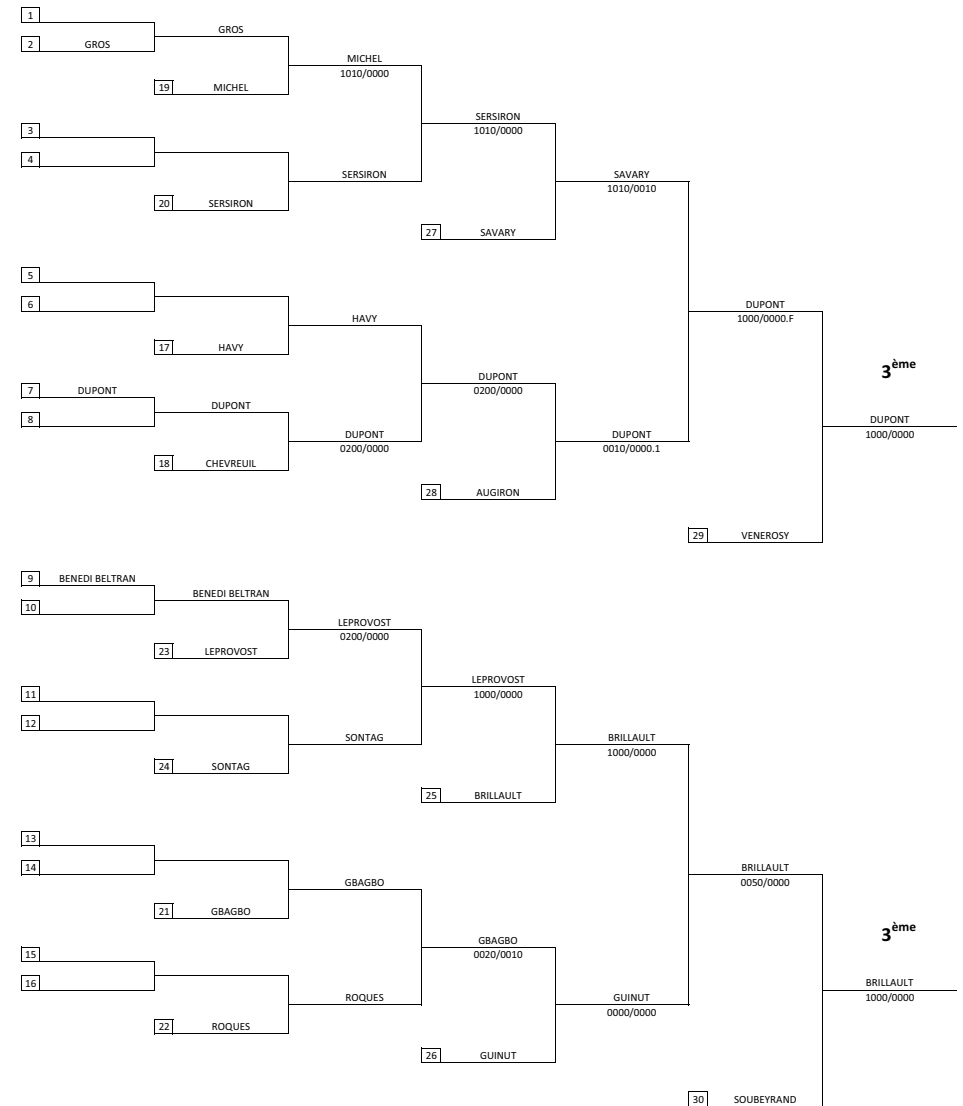 1
GROS
2 GROS
MICHEL
1010/0000
19 MICHEL
SERSIRON
1010/0000
3
4
SERSIRON
SAVARY
1010/0010
20 SERSIRON
27 SAVARY
5
6
DUPONT
1000/0000.F
HAVY
17 HAVY
3ème
DUPONT
0200/0000
7 DUPONT
DUPONT
8
DUPONT
1000/0000
DUPONT
0200/0000
DUPONT
0010/0000.1
18 CHEVREUIL
28 AUGIRON
29 VENEROSY
9 BENEDI BELTRAN
BENEDI BELTRAN
10
LEPROVOST
0200/0000
23 LEPROVOST
LEPROVOST
1000/0000
11
12
SONTAG
BRILLAULT
1000/0000
24 SONTAG
25 BRILLAULT
13
14
BRILLAULT
0050/0000
GBAGBO
21 GBAGBO
3ème
GBAGBO
0020/0010
15
16
BRILLAULT
1000/0000
ROQUES
GUINUT
0000/0000
22 ROQUES
26 GUINUT
30 SOUBEYRAND